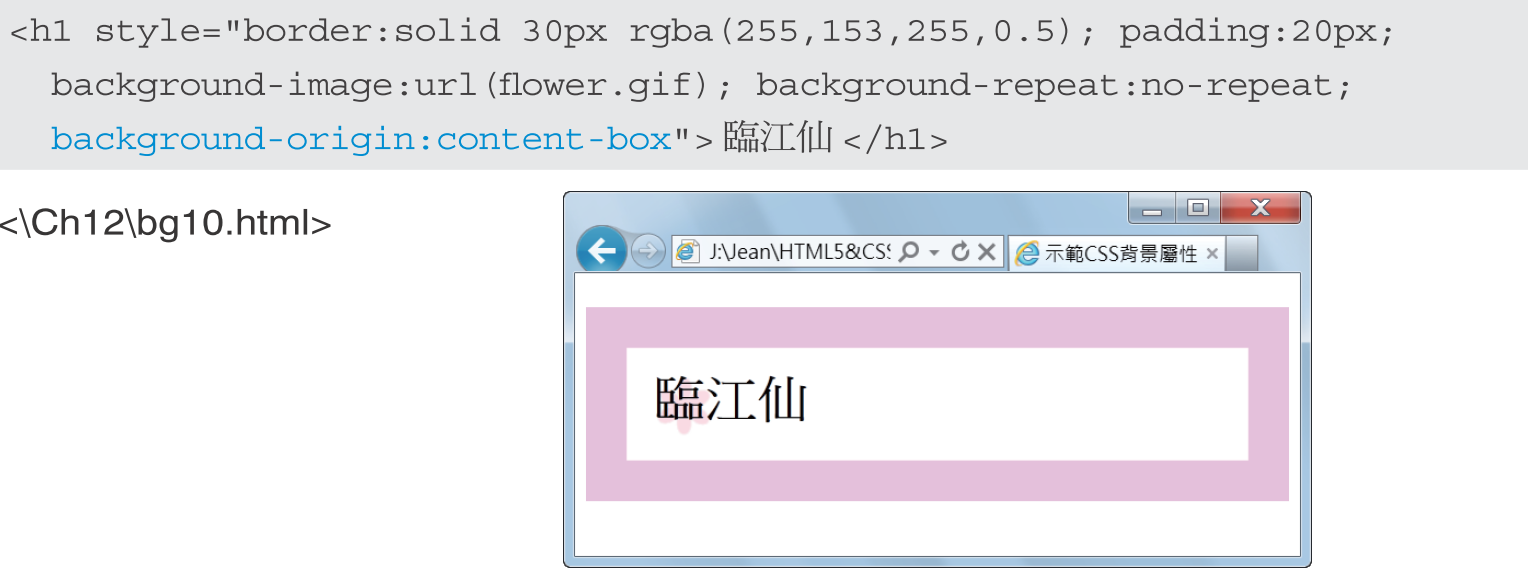 <h1 style="border:solid 30px rgba(255,153,255,0.5); padding:20px;
background-image:url(flower.gif); background-repeat:no-repeat;
background-origin:content-box">臨江仙</h1>
<\Ch12\bg10.html>
J:\Jean\HTML5&CSS
示範CSS背景屬性
臨江仙